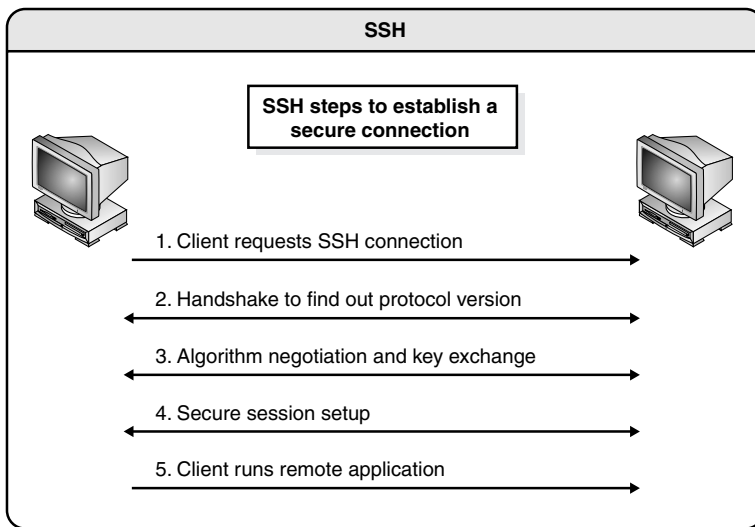 SSH
SSH steps to establish a
secure connection
1. Client requests SSH connection
2. Handshake to find out protocol version
3. Algorithm negotiation and key exchange
4. Secure session setup
5. Client runs remote application